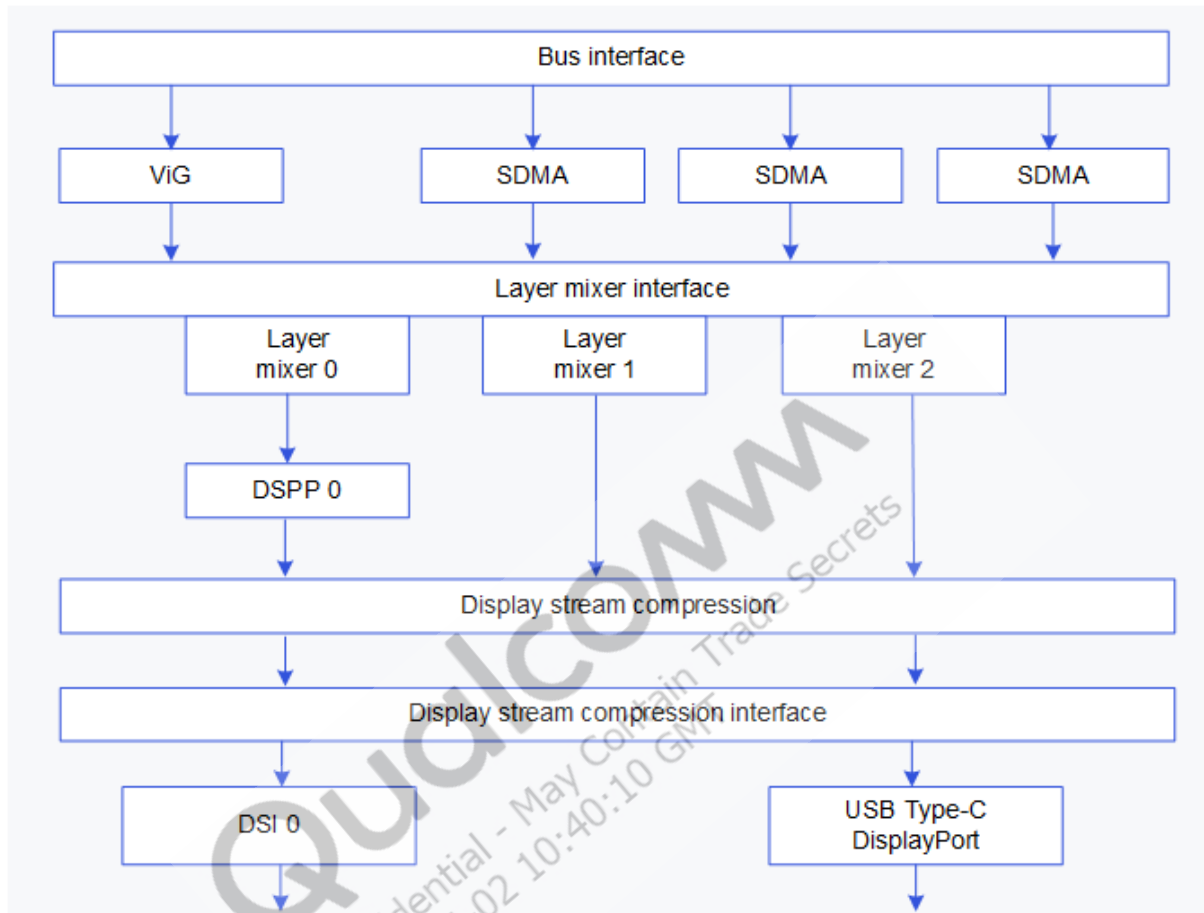 Bus interface
ViG
SDMA
SDMA
SDMA
Layer mixer interface
Layer
mixer 0
Layer
mixer 1
Layer
mixer 2
DSPP 0
Display stream compression
Display stream compression interface
DSI 0
USB Type-C
DisplayPort
Qualcomm
dential - May Contain Trade Secrets
02 10:40:10 GMT